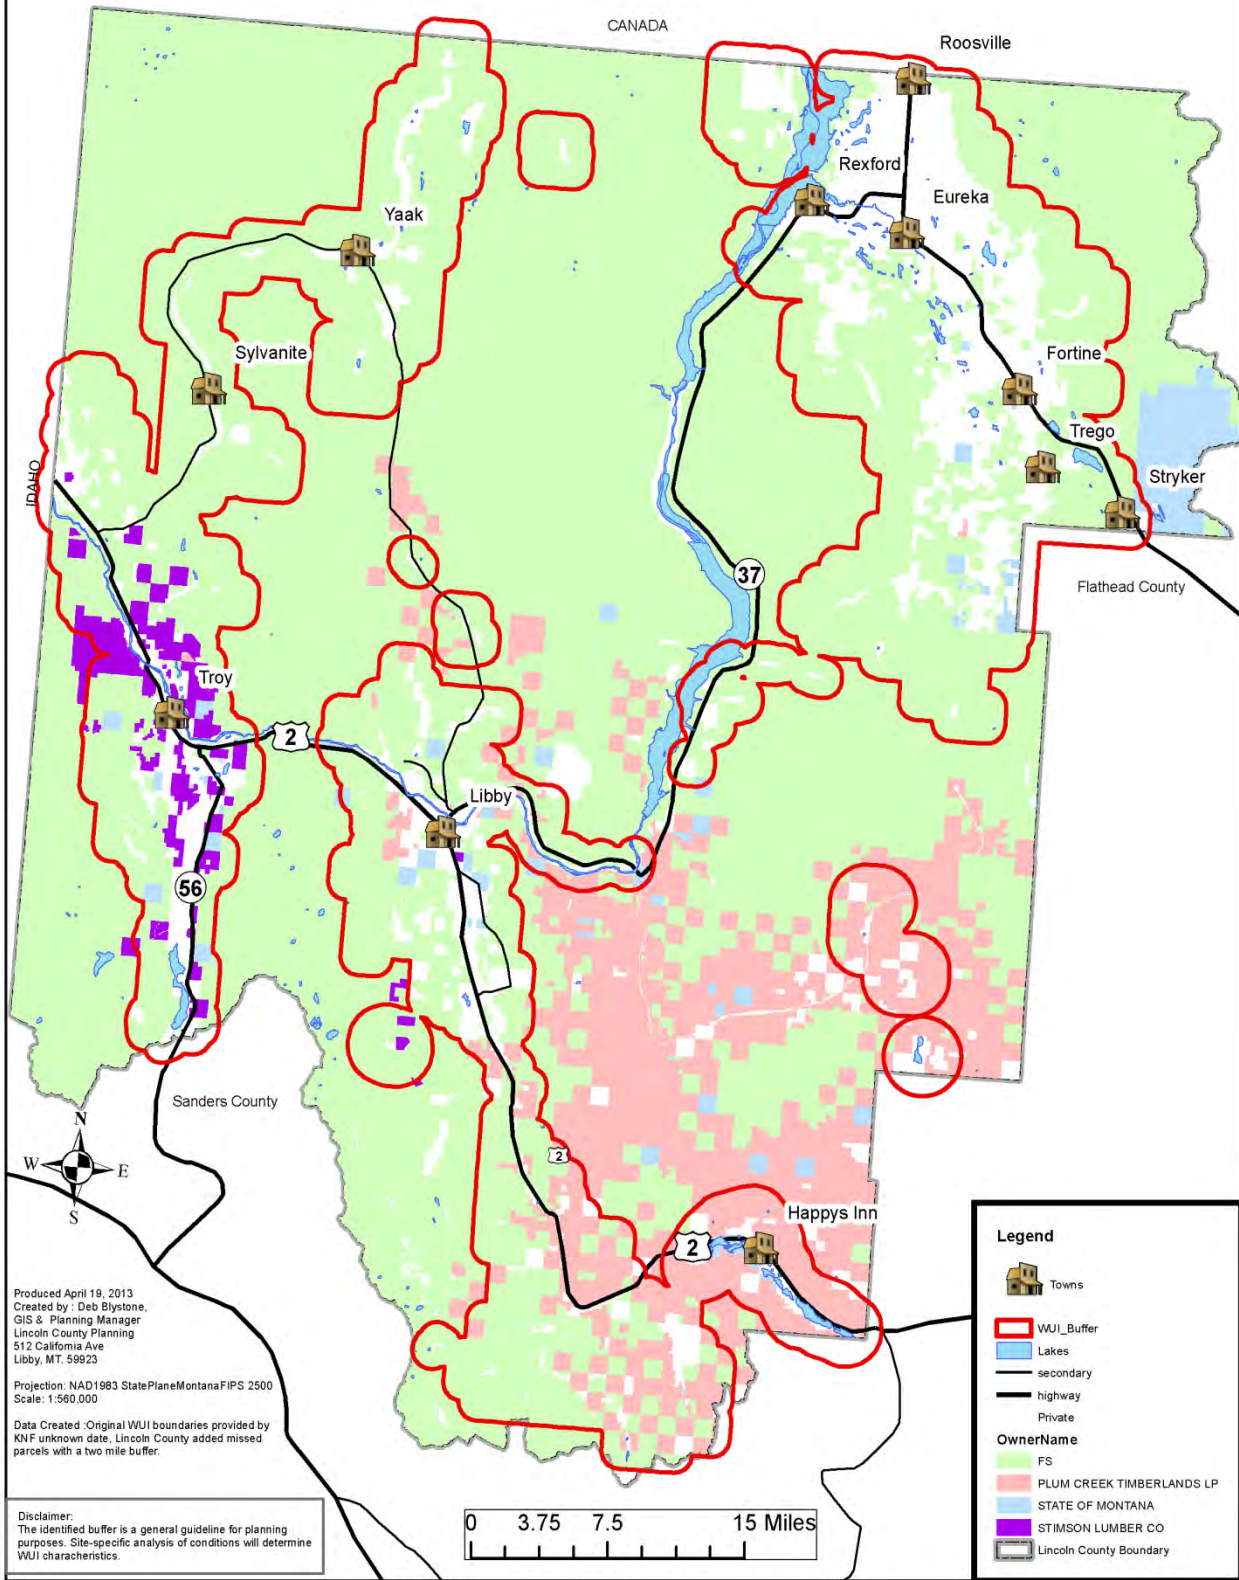 CANADA
Roosville
Rexford
Eureka
Yaak
Sylvanite
Fortine
Trego
Stryker
IDAHO
37
Flathead County
Troy
2
Libby
56
Sanders County
N
W
E
S
2
Happys Inn
2
Produced April 19, 2013
Created by : Deb Blystone,
GIS & Planning Manager
Lincoln County Planning
512 California Ave
Libby, MT. 59923
Projection: NAD1983 StatePlaneMontanaFIPS 2500
Scale: 1:560,000
Data Created :Original WUI boundaries provided by
KNF unknown date, Lincoln County added missed
parcels with a two mile buffer.
Disclaimer:
The identified buffer is a general guideline for planning
purposes. Site-specific analysis of conditions will determine
WUI characheristics.
0 3.75 7.5 15 Miles
Legend
Towns
WUI_Buffer
Lakes
secondary
highway
Private
OwnerName
FS
PLUM CREEK TIMBERLANDS LP
STATE OF MONTANA
STIMSON LUMBER CO
Lincoln County Boundary